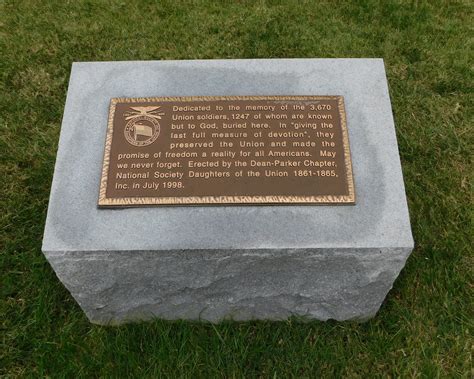 Dedicated to the memory of the 3,670
Union soldiers, 1247 of whom are known
but to God, buried here. In "giving the
last full measure of devotion", they
preserved the Union and made the
promise of freedom a reality for all Americans. May
we never forget. Erected by the Dean-Parker Chapter,
National Society Daughters of the Union 1861-1865,
Inc. in July 1998.